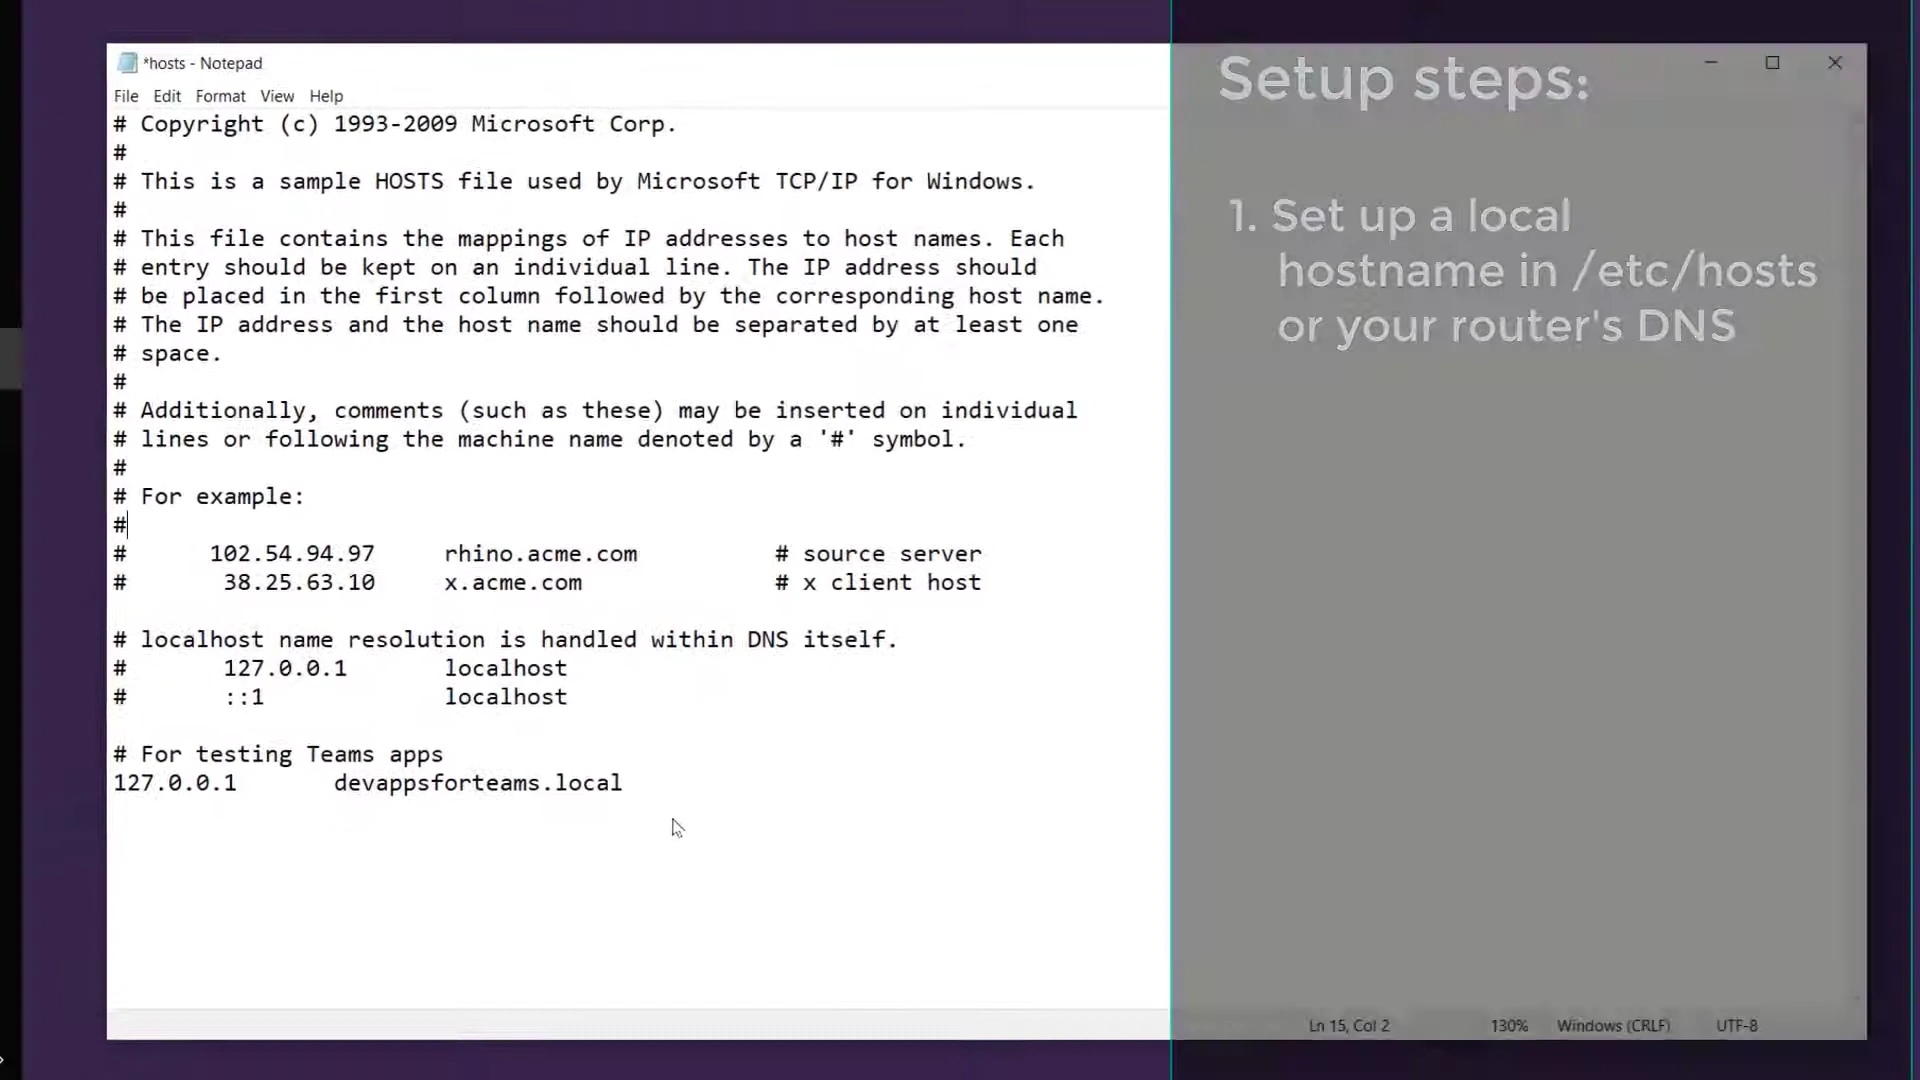 *hosts - Notepad
File Edit Format View Help
# Copyright (c) 1993-2009 Microsoft Corp.
#
# This is a sample HOSTS file used by Microsoft TCP/IP for Windows.
#
# This file contains the mappings of IP addresses to host names. Each
# entry should be kept on an individual line. The IP address should
# be placed in the first column followed by the corresponding host name.
# The IP address and the host name should be separated by at least one
# space.
#
# Additionally, comments (such as these) may be inserted on individual
# lines or following the machine name denoted by a '#' symbol.
#
# For example:
#
#      102.54.94.97     rhino.acme.com          # source server
#       38.25.63.10     x.acme.com              # x client host

# localhost name resolution is handled within DNS itself.
#       127.0.0.1       localhost
#       ::1             localhost

# For testing Teams apps
127.0.0.1       devappsforteams.local
Setup steps:
1. Set up a local
hostname in /etc/hosts
or your router's DNS
Ln 15, Col 2 130% Windows (CRLF) UTF-8